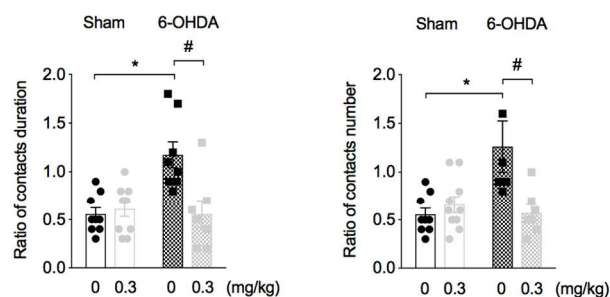 Sham 6-OHDA
* #
Ratio of contacts duration
2.0
1.5
1.0
0.5
0.0
0 0.3 0 0.3 (mg/kg)
Sham 6-OHDA
* #
Ratio of contacts number
2.0
1.5
1.0
0.5
0.0
0 0.3 0 0.3 (mg/kg)